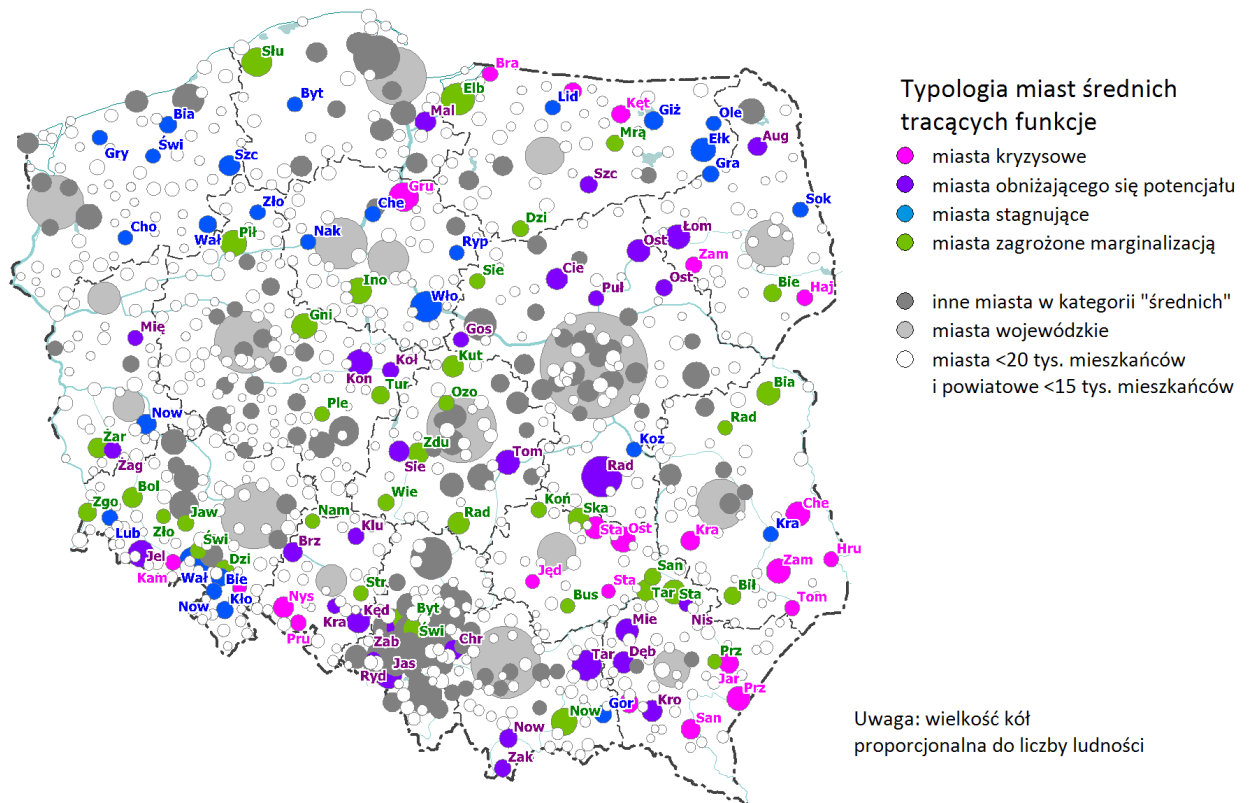 Słu
Bra
Byt
Elb
Lid
Kęt
Giż
Ole
Mal
Bia
Gry
Świ
Mrą
Ełk
Aug
Szc
Gra
Szc
Gru
Zło
Che
Sok
Cho
Wał
Pił
Nak
Dzi
Łom
Ryp
Ost
Zam
Sie
Cie
Ino
Puł
Ost
Bie
Haj
Wło
Gni
Mię
Gos
Kut
Kon
Koł
Tur
Bia
Ple
Ozo
Now
Rad
Żar
Żag
Zdu
Sie
Tom
Koz
Rad
Bol
Wie
Zgo
Lub
Zło
Jaw
Nam
Rad
Koń
Ska
Che
Klu
Sta
Ost
Kra
Kra
Świ
Brz
Jel
Kam
Dzi
Hru
Wał
Bie
Zam
Jęd
San
Str
Sta
Now
Kło
Nys
Bus
Tar
Sta
Bił
Tom
Kęd
Byt
Nis
Kra
Pru
Świ
Zab
Mie
Chr
Jas
Ryd
Tar
Dęb
Prz
Jar
Prz
Gor
Kro
Now
San
Now
Zak
Typologia miast średnich
tracących funkcje
miasta kryzysowe
miasta obniżającego się potencjału
miasta stagnujące
miasta zagrożone marginalizacją
inne miasta w kategorii "średnich"
miasta wojewódzkie
miasta <20 tys. mieszkańców
i powiatowe <15 tys. mieszkańców
Uwaga: wielkość kół
proporcjonalna do liczby ludności